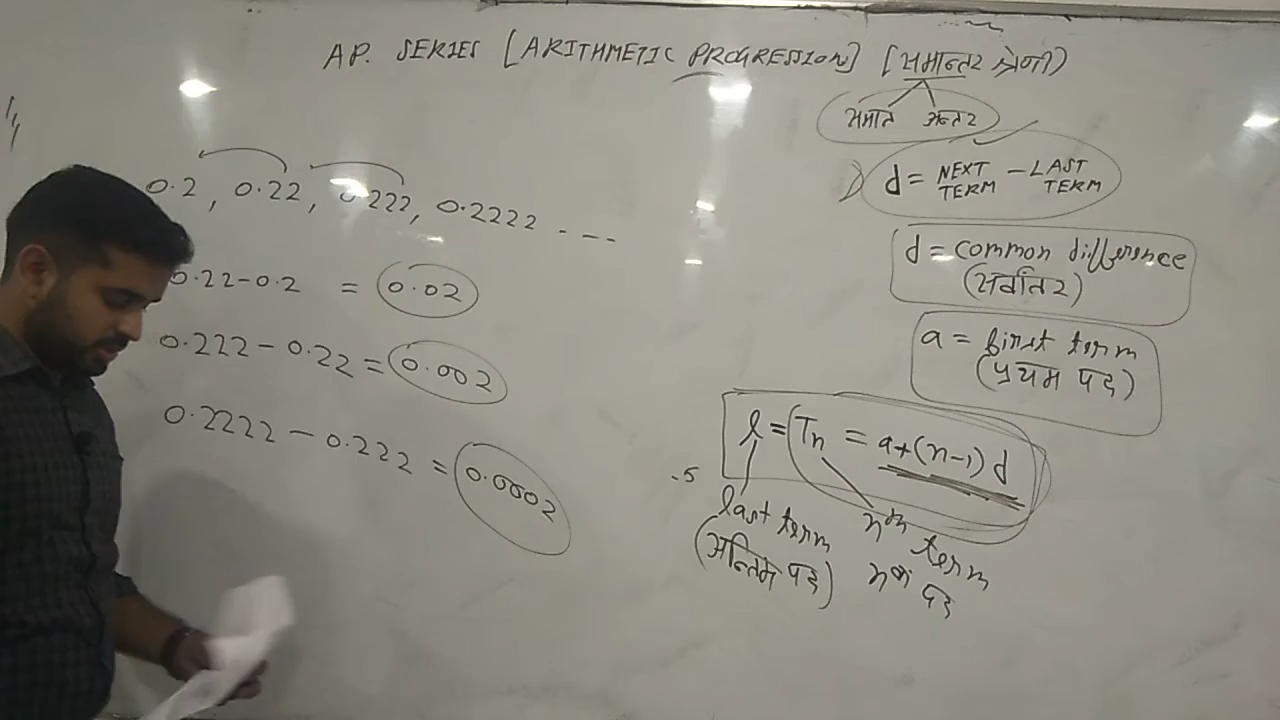 AP. SERIES [ARITHMETIC PROGRESSION] [समान्तर श्रेणी)
समान अन्तर
0.2, 0.22, 0.222, 0.2222 ----
0.22-0.2 = 0.02
0.222-0.22 = 0.002
0.2222-0.222 = 0.0002
d = NEXT TERM - LAST TERM
d = common difference
(सर्वान्तर)
a = first term
(प्रथम पद)
l = Tn = a+(n-1)d
.5
last term
(अन्तिम पद)
nth term
nवां पद